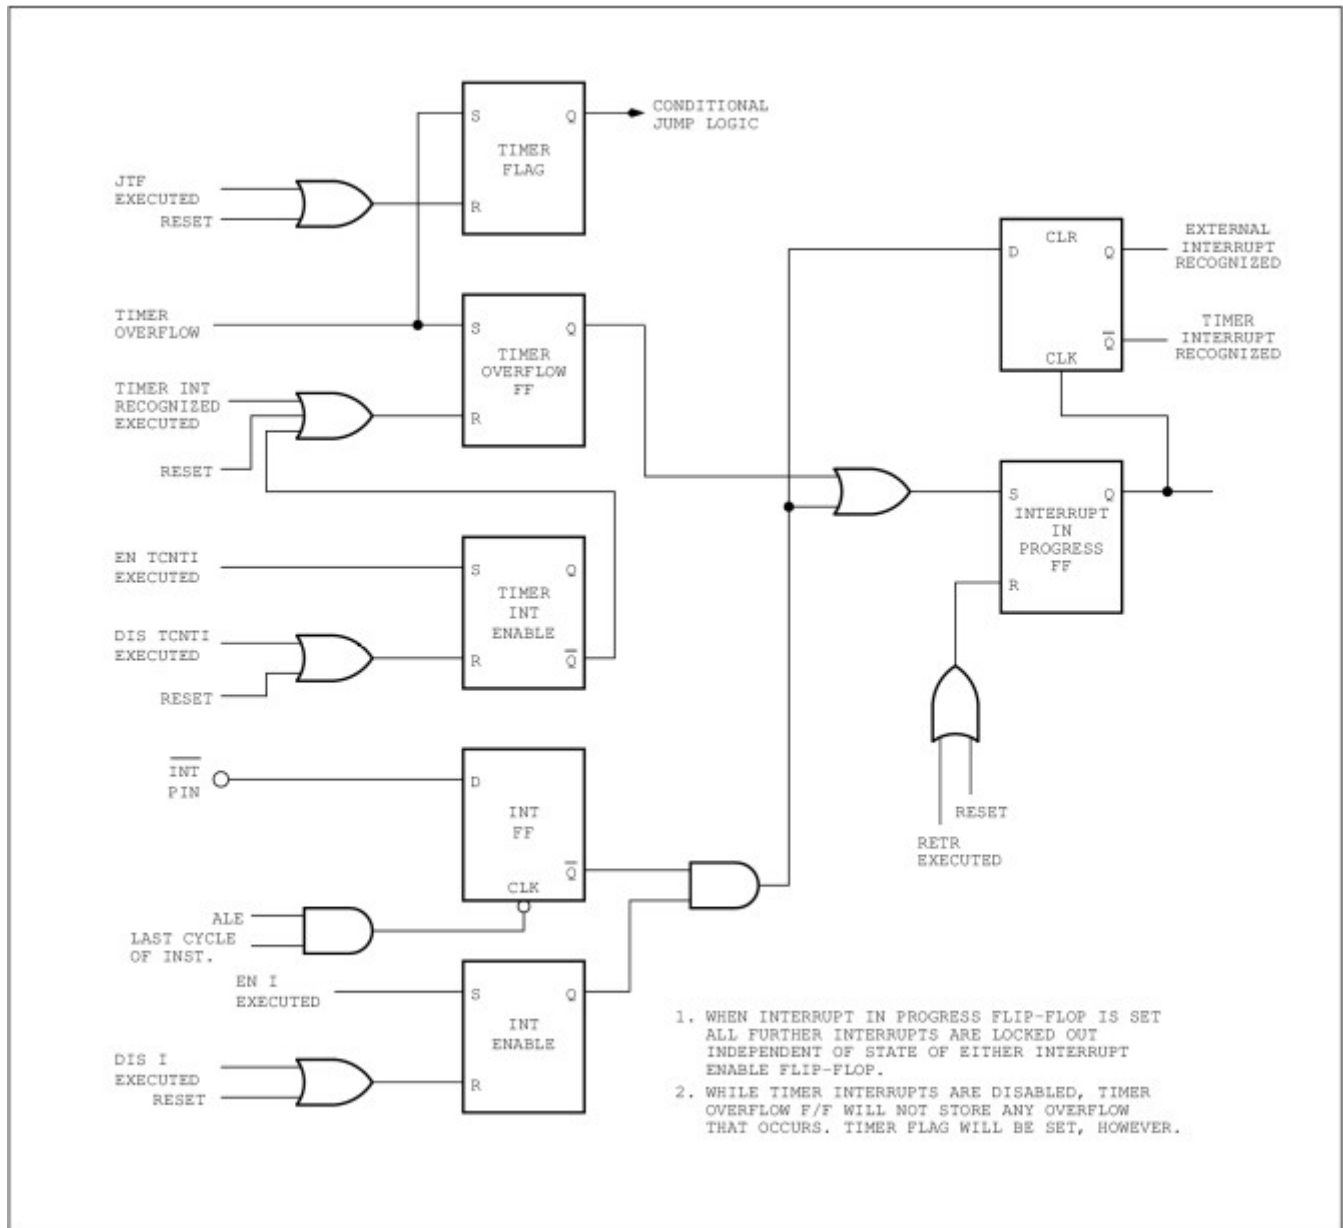 CONDITIONAL
JUMP LOGIC
S
Q
TIMER
FLAG
R
JTF
EXECUTED
RESET
TIMER
OVERFLOW
S
Q
TIMER
OVERFLOW
FF
R
TIMER INT
RECOGNIZED
EXECUTED
RESET
EN TCNTI
EXECUTED
S
Q
TIMER
INT
ENABLE
R
Q̅
DIS TCNTI
EXECUTED
RESET
I̅N̅T̅
PIN
D
INT
FF
Q̅
CLK
ALE
LAST CYCLE
OF INST.
EN I
EXECUTED
S
Q
INT
ENABLE
R
DIS I
EXECUTED
RESET
D
CLR
Q
EXTERNAL
INTERRUPT
RECOGNIZED
Q̅
TIMER
INTERRUPT
RECOGNIZED
CLK
S
Q
INTERRUPT
IN
PROGRESS
FF
R
RESET
RETR
EXECUTED
1. WHEN INTERRUPT IN PROGRESS FLIP-FLOP IS SET
ALL FURTHER INTERRUPTS ARE LOCKED OUT
INDEPENDENT OF STATE OF EITHER INTERRUPT
ENABLE FLIP-FLOP.
2. WHILE TIMER INTERRUPTS ARE DISABLED, TIMER
OVERFLOW F/F WILL NOT STORE ANY OVERFLOW
THAT OCCURS. TIMER FLAG WILL BE SET, HOWEVER.